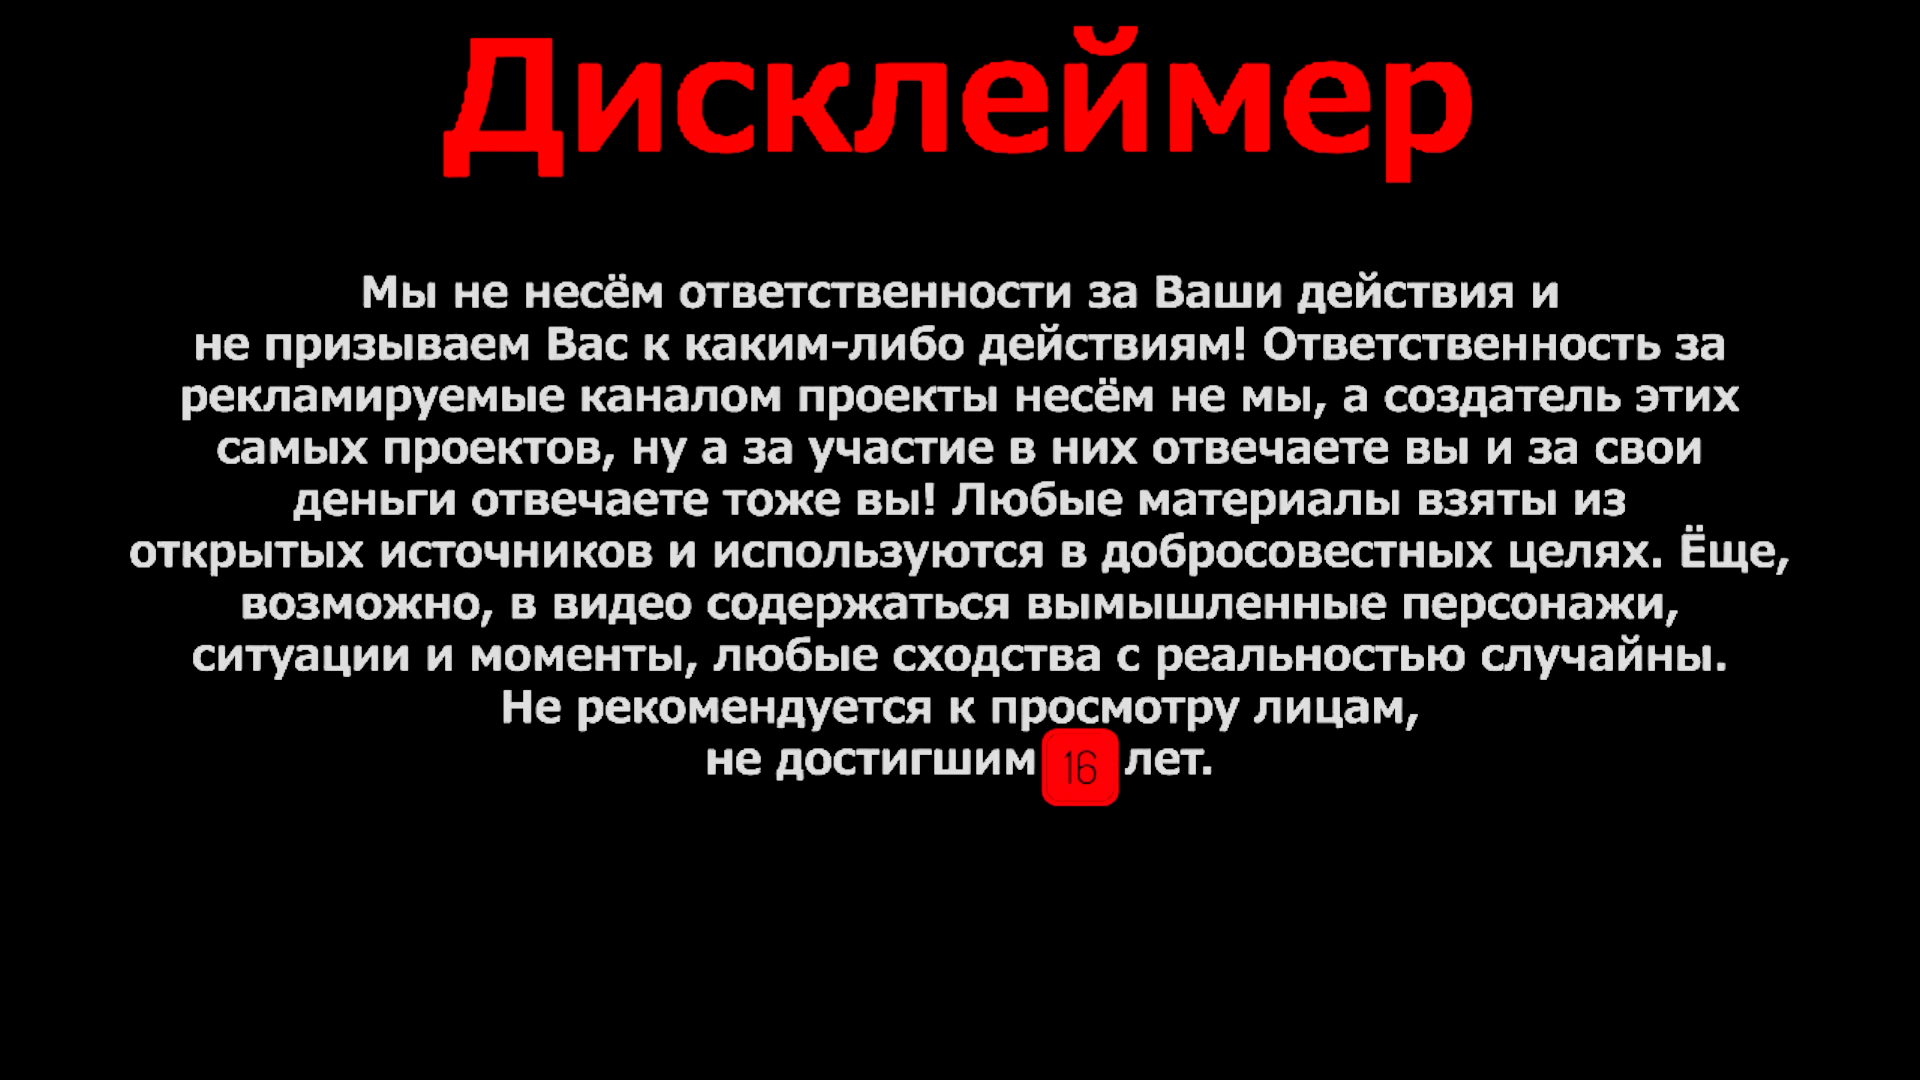 Дисклеймер
Мы не несём ответственности за Ваши действия и
не призываем Вас к каким-либо действиям! Ответственность за
рекламируемые каналом проекты несём не мы, а создатель этих
самых проектов, ну а за участие в них отвечаете вы и за свои
деньги отвечаете тоже вы! Любые материалы взяты из
открытых источников и используются в добросовестных целях. Ёще,
возможно, в видео содержаться вымышленные персонажи,
ситуации и моменты, любые сходства с реальностью случайны.
Не рекомендуется к просмотру лицам,
не достигшим 16 лет.